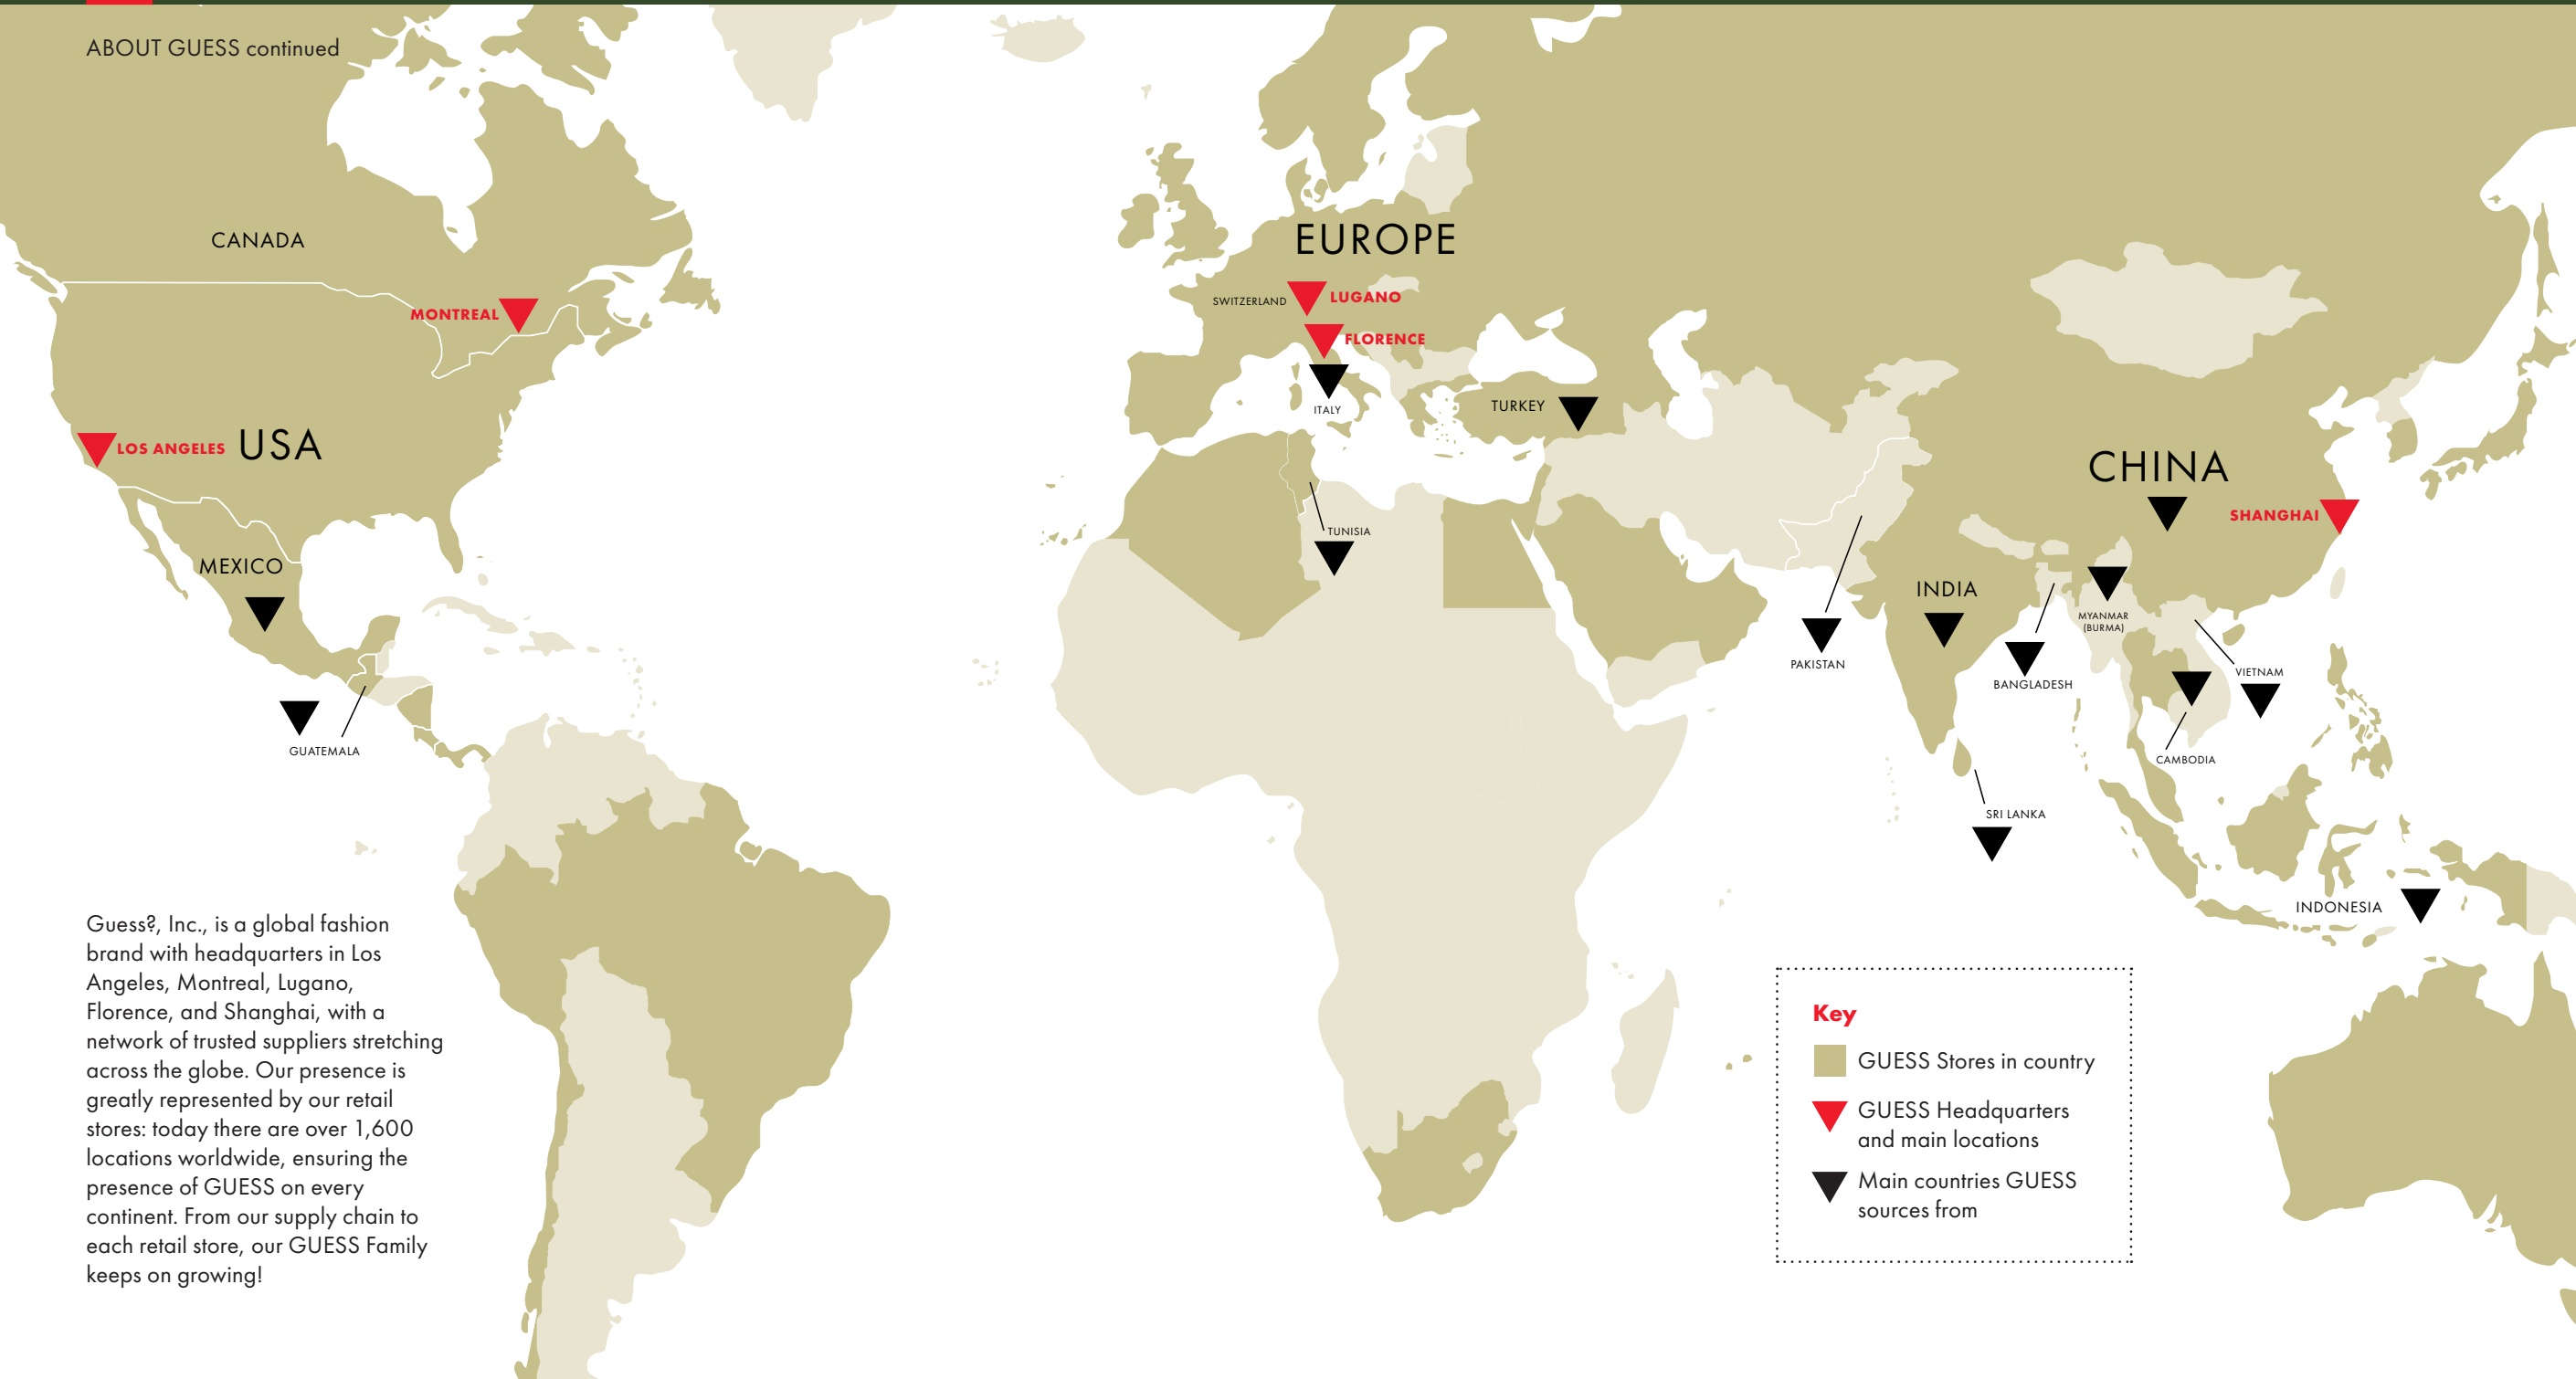 ABOUT GUESS continued
CANADA
MONTREAL
LOS ANGELES
USA
MEXICO
GUATEMALA
EUROPE
SWITZERLAND
LUGANO
FLORENCE
ITALY
TURKEY
TUNISIA
CHINA
SHANGHAI
INDIA
PAKISTAN
BANGLADESH
MYANMAR
(BURMA)
VIETNAM
CAMBODIA
SRI LANKA
INDONESIA
Guess?, Inc., is a global fashion
brand with headquarters in Los
Angeles, Montreal, Lugano,
Florence, and Shanghai, with a
network of trusted suppliers stretching
across the globe. Our presence is
greatly represented by our retail
stores: today there are over 1,600
locations worldwide, ensuring the
presence of GUESS on every
continent. From our supply chain to
each retail store, our GUESS Family
keeps on growing!
Key
GUESS Stores in country
GUESS Headquarters
and main locations
Main countries GUESS
sources from